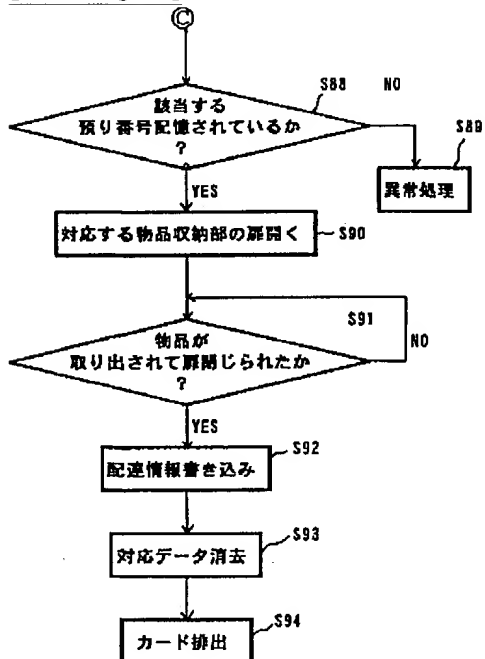 C
S88
NO
該当する
預り番号記憶されているか
?
S89
異常処理
YES
対応する物品収納部の扉開く
S90
S91
物品が
取り出されて扉閉じられたか
?
NO
YES
S92
配達情報書き込み
S93
対応データ消去
S94
カード排出